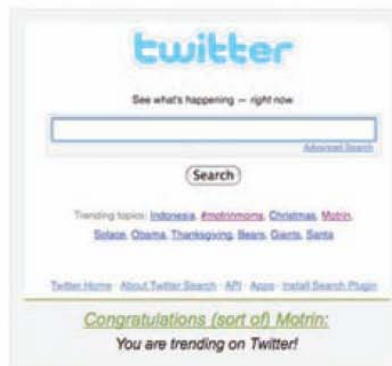 twitter
See what's happening — right now
Advanced Search
Search
Trending topics: Indonesia, #motrinmoms, Christmas, Motrin,
Solace, Obama, Thanksgiving, Bears, Giants, Santa
Twitter Home · About Twitter Search · API · Apps · Install Search Plugin
Congratulations (sort of) Motrin:
You are trending on Twitter!